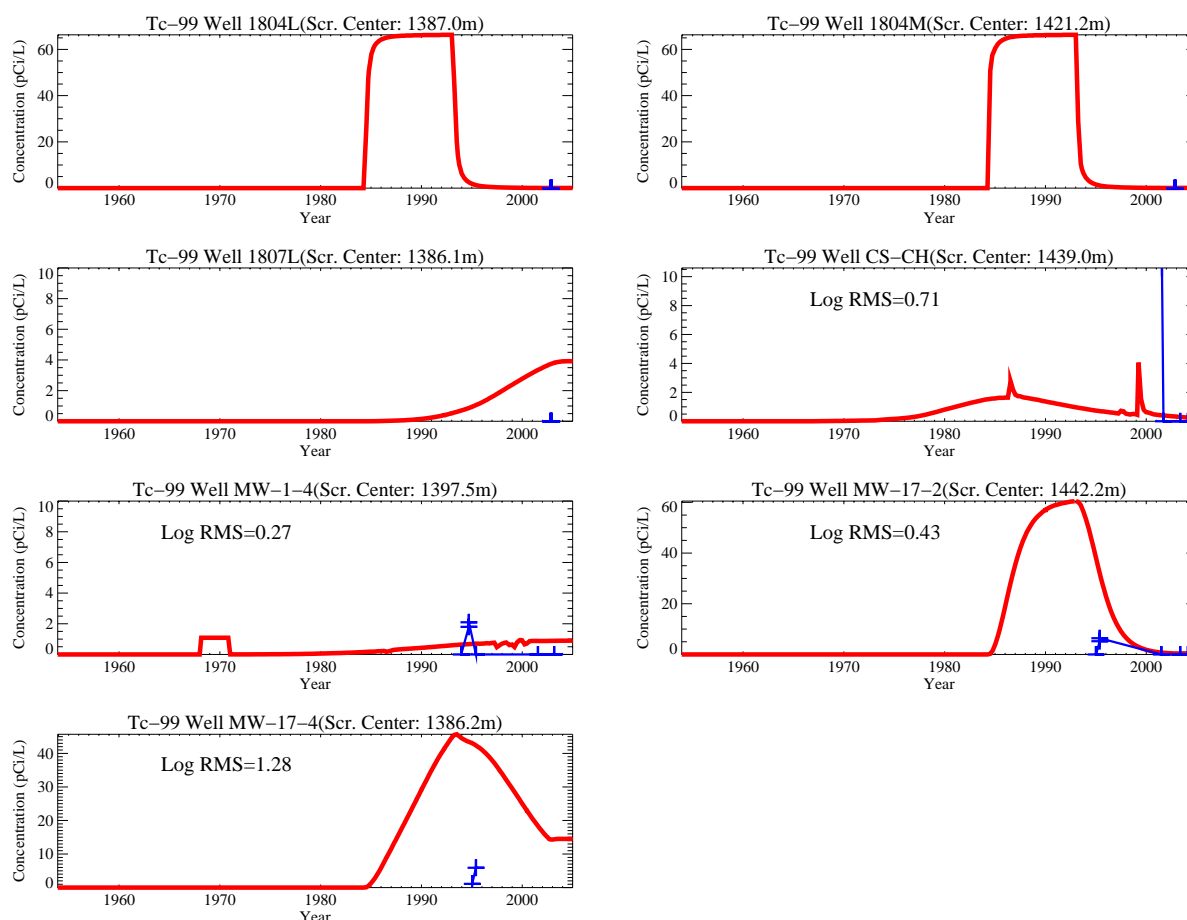 Tc−99 Well 1804L(Scr. Center: 1387.0m)
Concentration (pCi/L)
60
40
20
0
1960 1970 1980 1990 2000
Year
Tc−99 Well 1804M(Scr. Center: 1421.2m)
Concentration (pCi/L)
60
40
20
0
1960 1970 1980 1990 2000
Year
Tc−99 Well 1807L(Scr. Center: 1386.1m)
Concentration (pCi/L)
10
8
6
4
2
0
1960 1970 1980 1990 2000
Year
Tc−99 Well CS−CH(Scr. Center: 1439.0m)
Log RMS=0.71
Concentration (pCi/L)
10
8
6
4
2
0
1960 1970 1980 1990 2000
Year
Tc−99 Well MW−1−4(Scr. Center: 1397.5m)
Log RMS=0.27
Concentration (pCi/L)
10
8
6
4
2
0
1960 1970 1980 1990 2000
Year
Tc−99 Well MW−17−2(Scr. Center: 1442.2m)
Log RMS=0.43
Concentration (pCi/L)
60
40
20
0
1960 1970 1980 1990 2000
Year
Tc−99 Well MW−17−4(Scr. Center: 1386.2m)
Log RMS=1.28
Concentration (pCi/L)
40
30
20
10
0
1960 1970 1980 1990 2000
Year